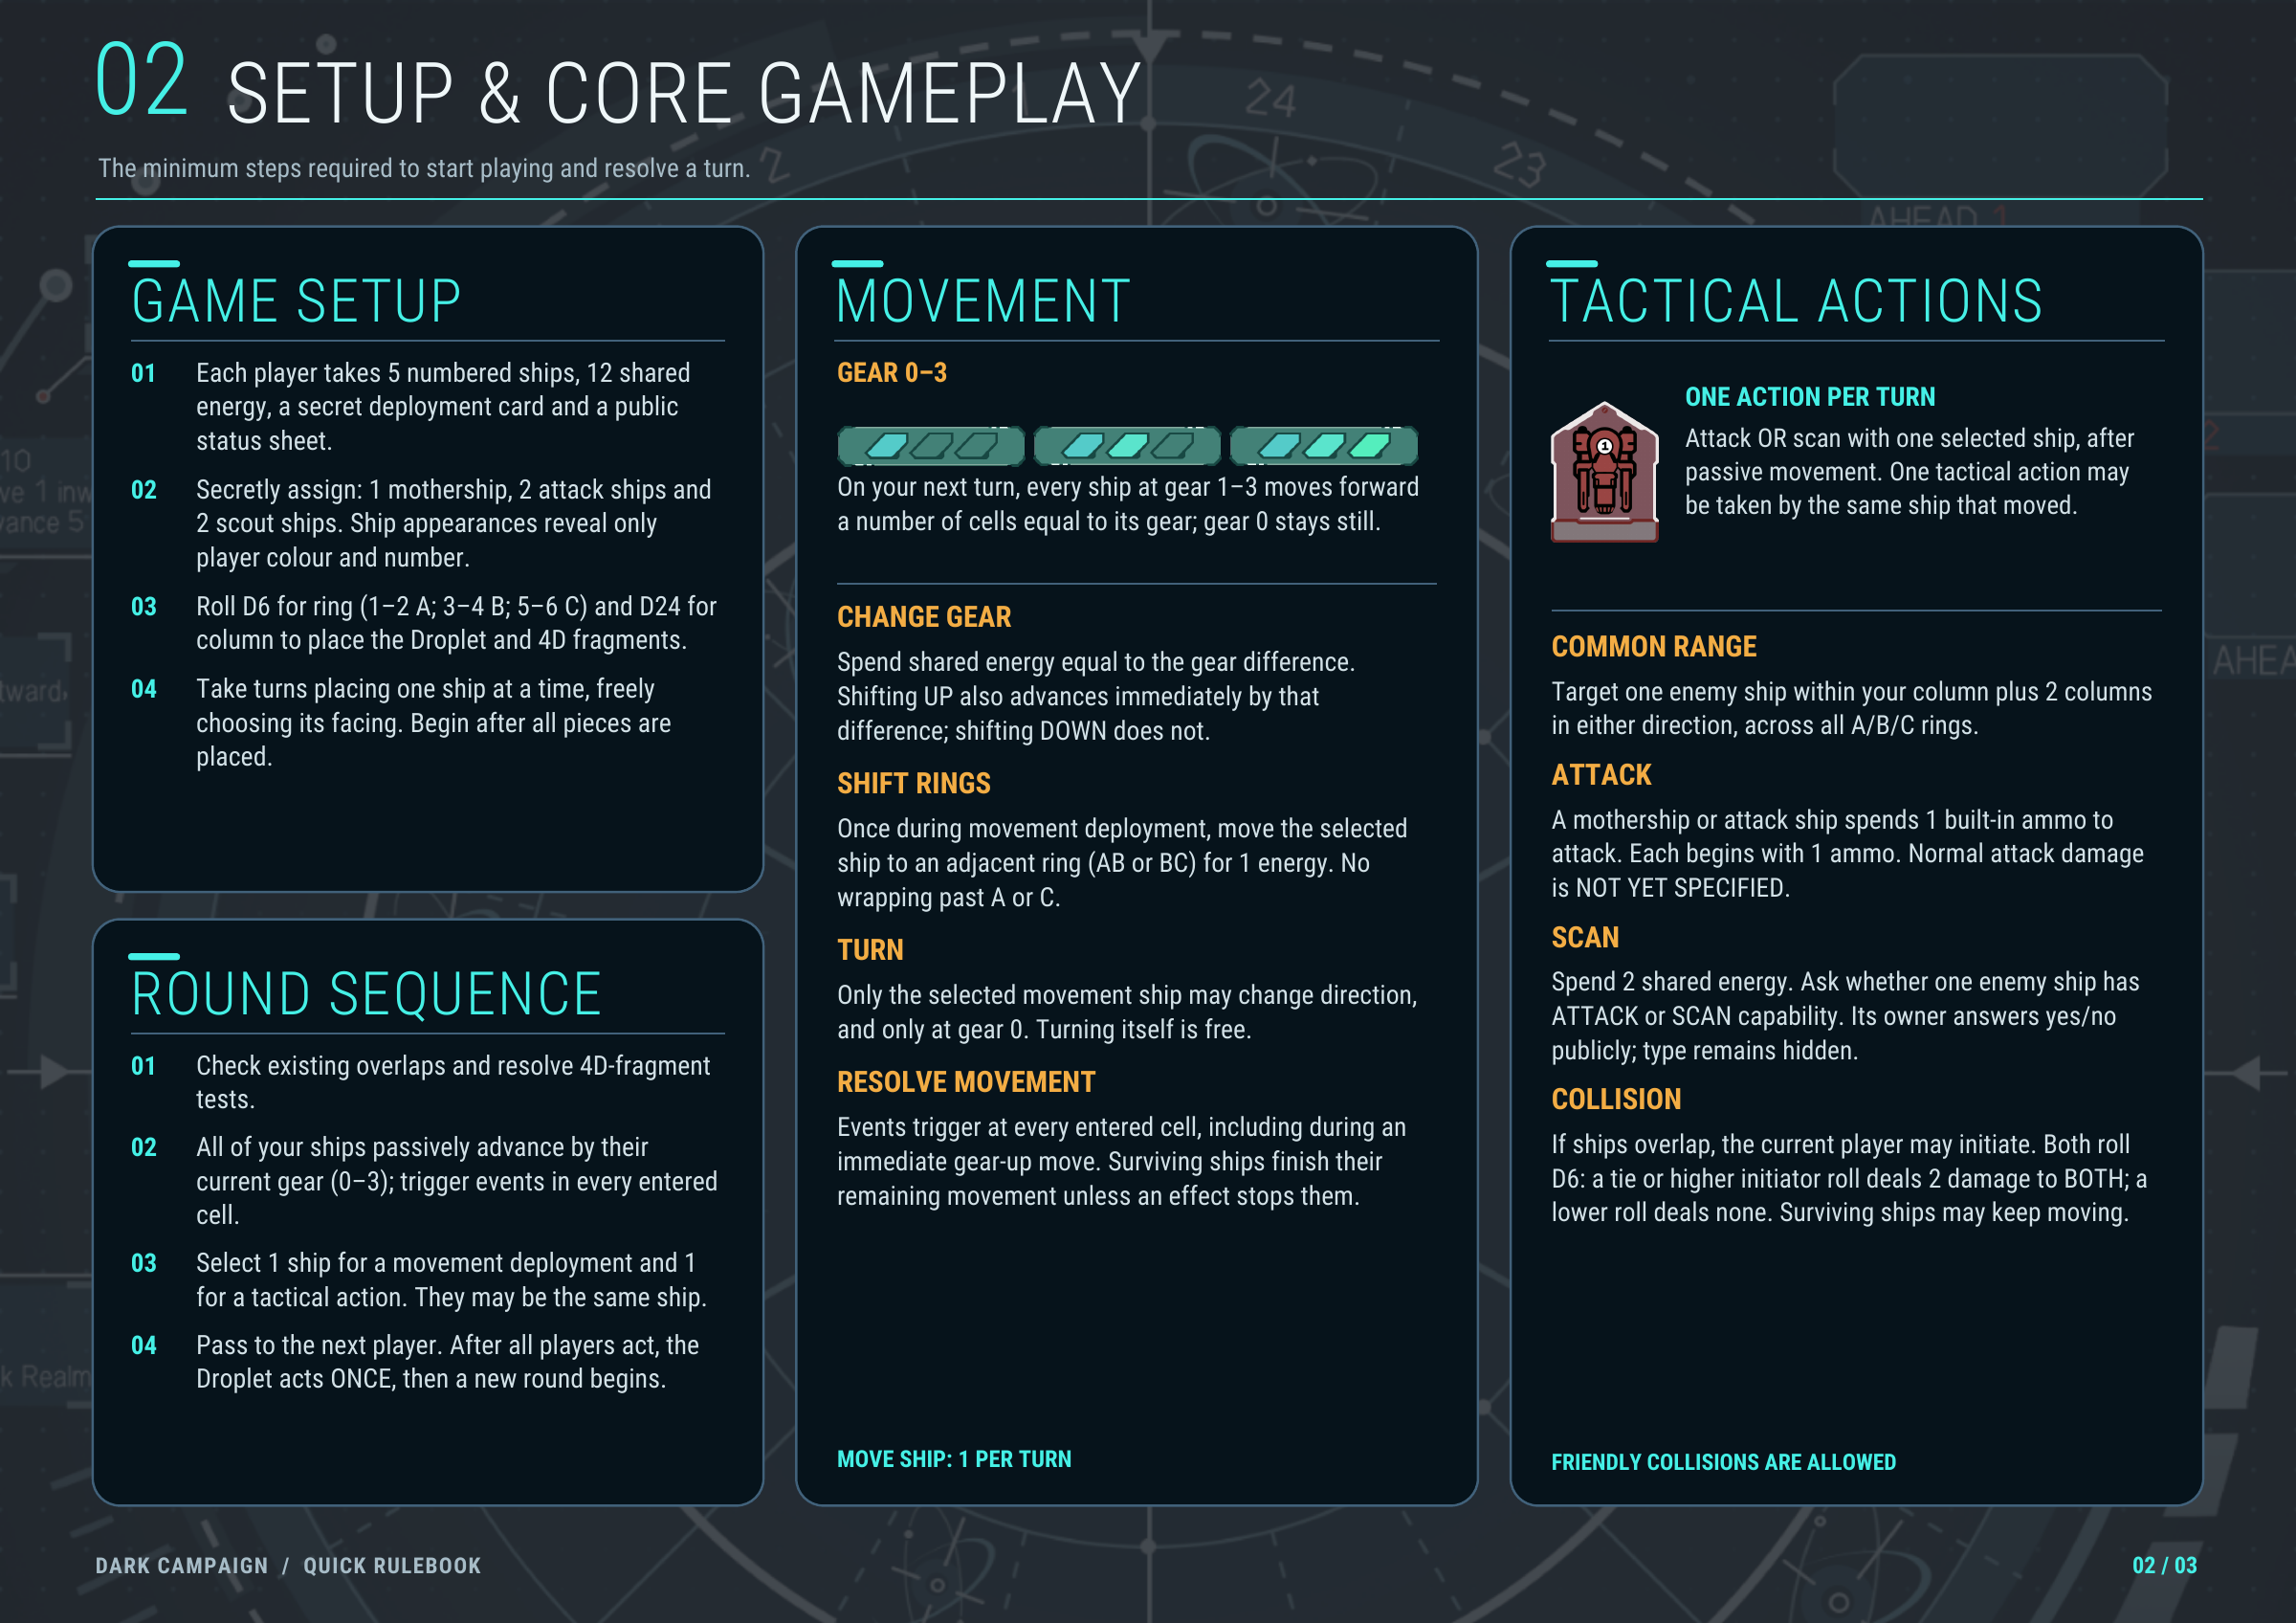 02 SETUP & CORE GAMEPLAY
The minimum steps required to start playing and resolve a turn.
24
23
2
AHEAD 1
GAME SETUP
01 Each player takes 5 numbered ships, 12 shared
energy, a secret deployment card and a public
status sheet.
02 Secretly assign: 1 mothership, 2 attack ships and
2 scout ships. Ship appearances reveal only
player colour and number.
03 Roll D6 for ring (1–2 A; 3–4 B; 5–6 C) and D24 for
column to place the Droplet and 4D fragments.
04 Take turns placing one ship at a time, freely
choosing its facing. Begin after all pieces are
placed.
ROUND SEQUENCE
01 Check existing overlaps and resolve 4D-fragment
tests.
02 All of your ships passively advance by their
current gear (0–3); trigger events in every entered
cell.
03 Select 1 ship for a movement deployment and 1
for a tactical action. They may be the same ship.
04 Pass to the next player. After all players act, the
Droplet acts ONCE, then a new round begins.
MOVEMENT
GEAR 0–3
On your next turn, every ship at gear 1–3 moves forward
a number of cells equal to its gear; gear 0 stays still.
CHANGE GEAR
Spend shared energy equal to the gear difference.
Shifting UP also advances immediately by that
difference; shifting DOWN does not.
SHIFT RINGS
Once during movement deployment, move the selected
ship to an adjacent ring (AB or BC) for 1 energy. No
wrapping past A or C.
TURN
Only the selected movement ship may change direction,
and only at gear 0. Turning itself is free.
RESOLVE MOVEMENT
Events trigger at every entered cell, including during an
immediate gear-up move. Surviving ships finish their
remaining movement unless an effect stops them.
MOVE SHIP: 1 PER TURN
TACTICAL ACTIONS
1
ONE ACTION PER TURN
Attack OR scan with one selected ship, after
passive movement. One tactical action may
be taken by the same ship that moved.
COMMON RANGE
Target one enemy ship within your column plus 2 columns
in either direction, across all A/B/C rings.
ATTACK
A mothership or attack ship spends 1 built-in ammo to
attack. Each begins with 1 ammo. Normal attack damage
is NOT YET SPECIFIED.
SCAN
Spend 2 shared energy. Ask whether one enemy ship has
ATTACK or SCAN capability. Its owner answers yes/no
publicly; type remains hidden.
COLLISION
If ships overlap, the current player may initiate. Both roll
D6: a tie or higher initiator roll deals 2 damage to BOTH; a
lower roll deals none. Surviving ships may keep moving.
FRIENDLY COLLISIONS ARE ALLOWED
DARK CAMPAIGN / QUICK RULEBOOK
02 / 03